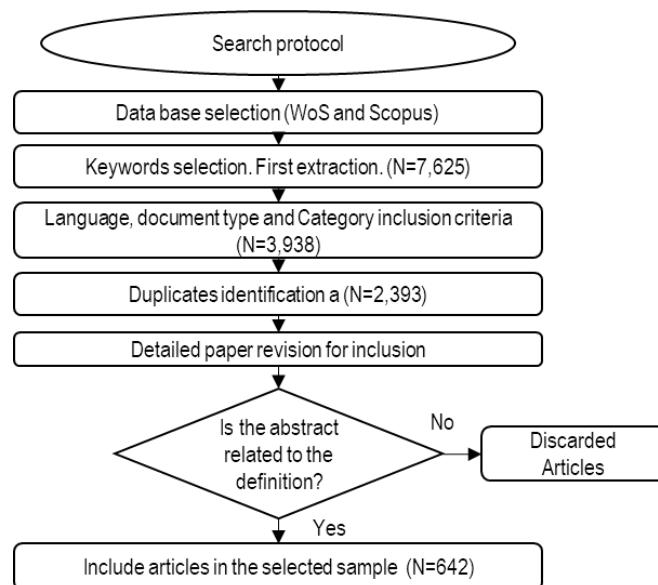 Search protocol
Data base selection (WoS and Scopus)
Keywords selection. First extraction. (N=7,625)
Language, document type and Category inclusion criteria
(N=3,938)
Duplicates identification a (N=2,393)
Detailed paper revision for inclusion
Is the abstract
related to the
definition?
No
Discarded
Articles
Yes
Include articles in the selected sample (N=642)